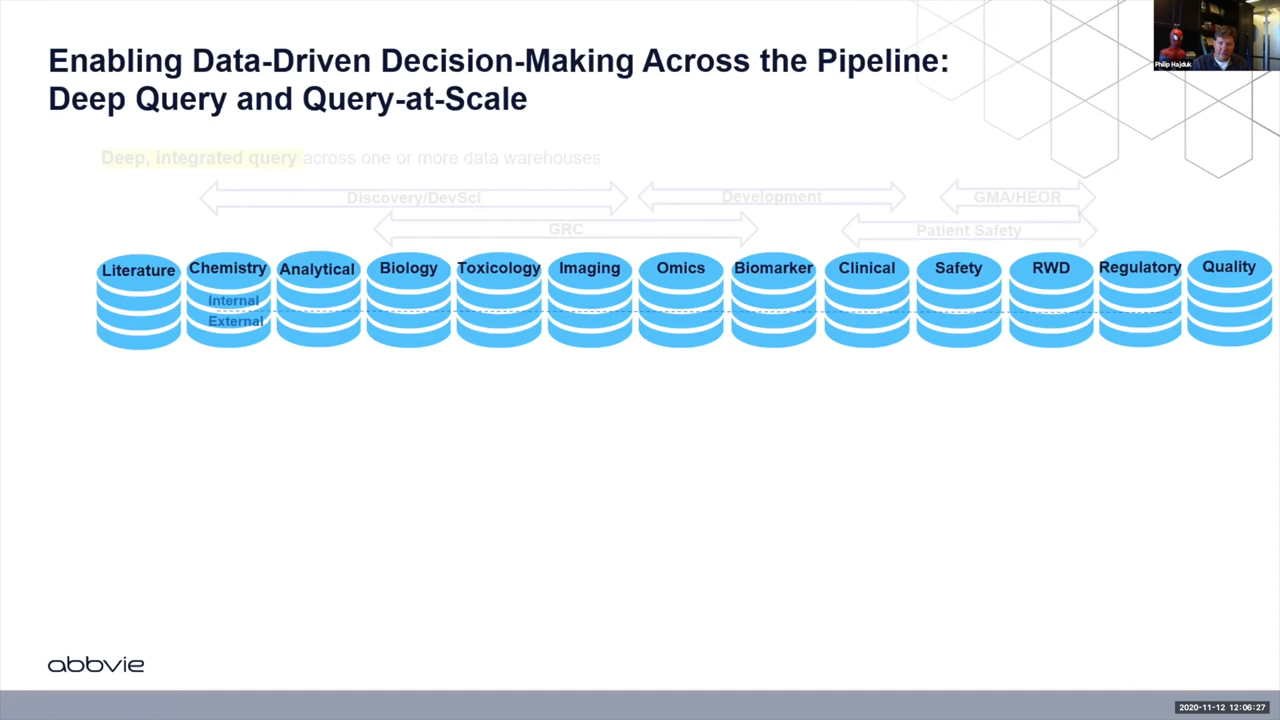 Enabling Data-Driven Decision-Making Across the Pipeline:
Deep Query and Query-at-Scale
Philip Hajduk
Deep, integrated query across one or more data warehouses
Discovery/DevSci
Development
GMA/HEOR
GRC
Patient Safety
Literature
Chemistry
Analytical
Biology
Toxicology
Imaging
Omics
Biomarker
Clinical
Safety
RWD
Regulatory
Quality
Internal
External
abbvie
2020-11-12 12:06:27